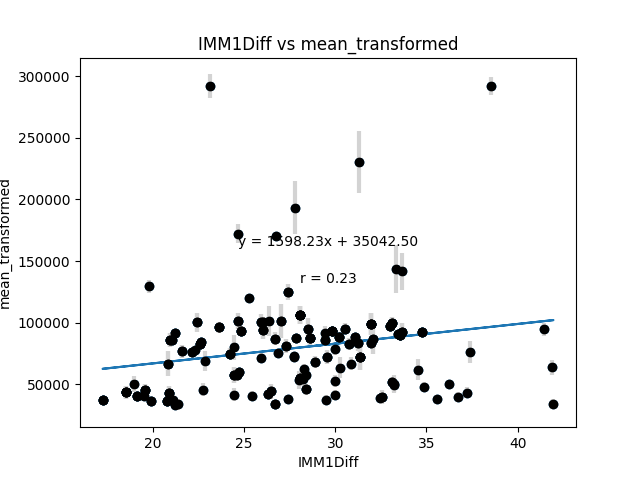 IMM1Diff vs mean_transformed
300000
250000
200000
150000
100000
50000
mean_transformed
y = 1598.23x + 35042.50
r = 0.23
20 25 30 35 40
IMM1Diff